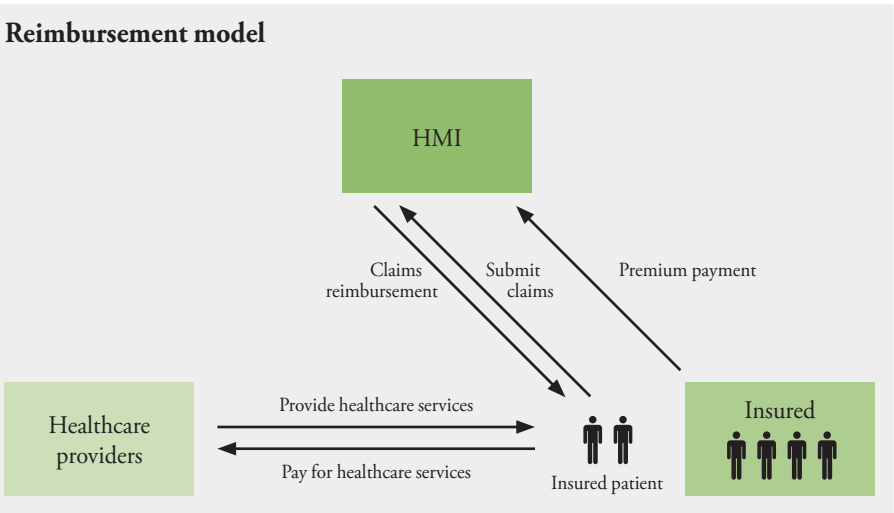 Reimbursement model
HMI
Claims
reimbursement
Submit
claims
Premium payment
Healthcare
providers
Provide healthcare services
Pay for healthcare services
Insured patient
Insured